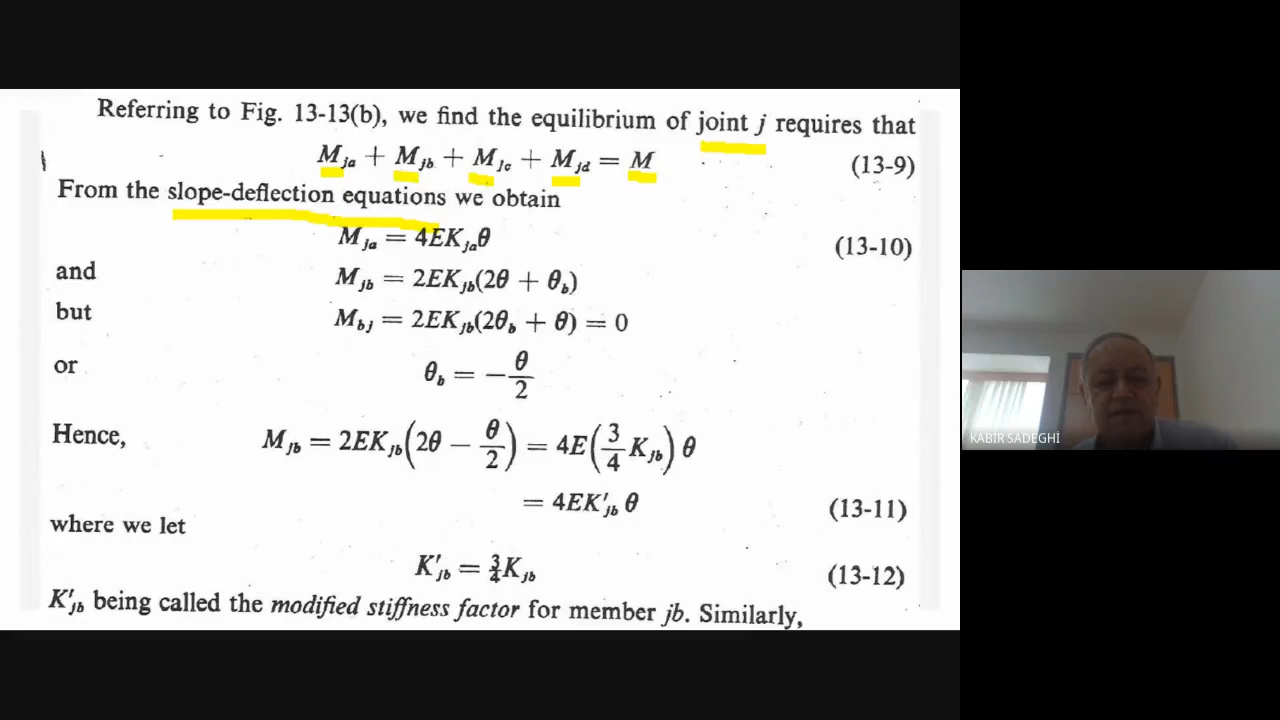 Referring to Fig. 13-13(b), we find the equilibrium of joint j requires that
M_ja + M_jb + M_jc + M_jd = M (13-9)
From the slope-deflection equations we obtain
M_ja = 4EK_jaθ (13-10)
and
M_jb = 2EK_jb(2θ + θ_b)
but
M_bj = 2EK_jb(2θ_b + θ) = 0
or
θ_b = −θ/2
Hence,
M_jb = 2EK_jb(2θ − θ/2) = 4E(3/4 K_jb) θ
= 4EK′_jb θ (13-11)
where we let
K′_jb = ¾K_jb (13-12)
K′_jb being called the modified stiffness factor for member jb. Similarly,
KABIR SADEGHİ